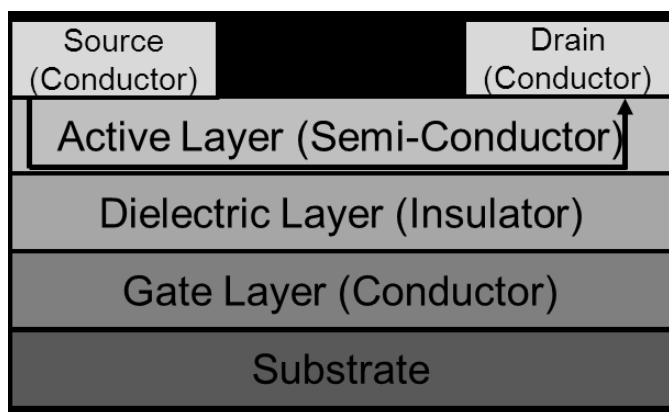 Source
(Conductor)
Drain
(Conductor)
Active Layer (Semi-Conductor)
Dielectric Layer (Insulator)
Gate Layer (Conductor)
Substrate